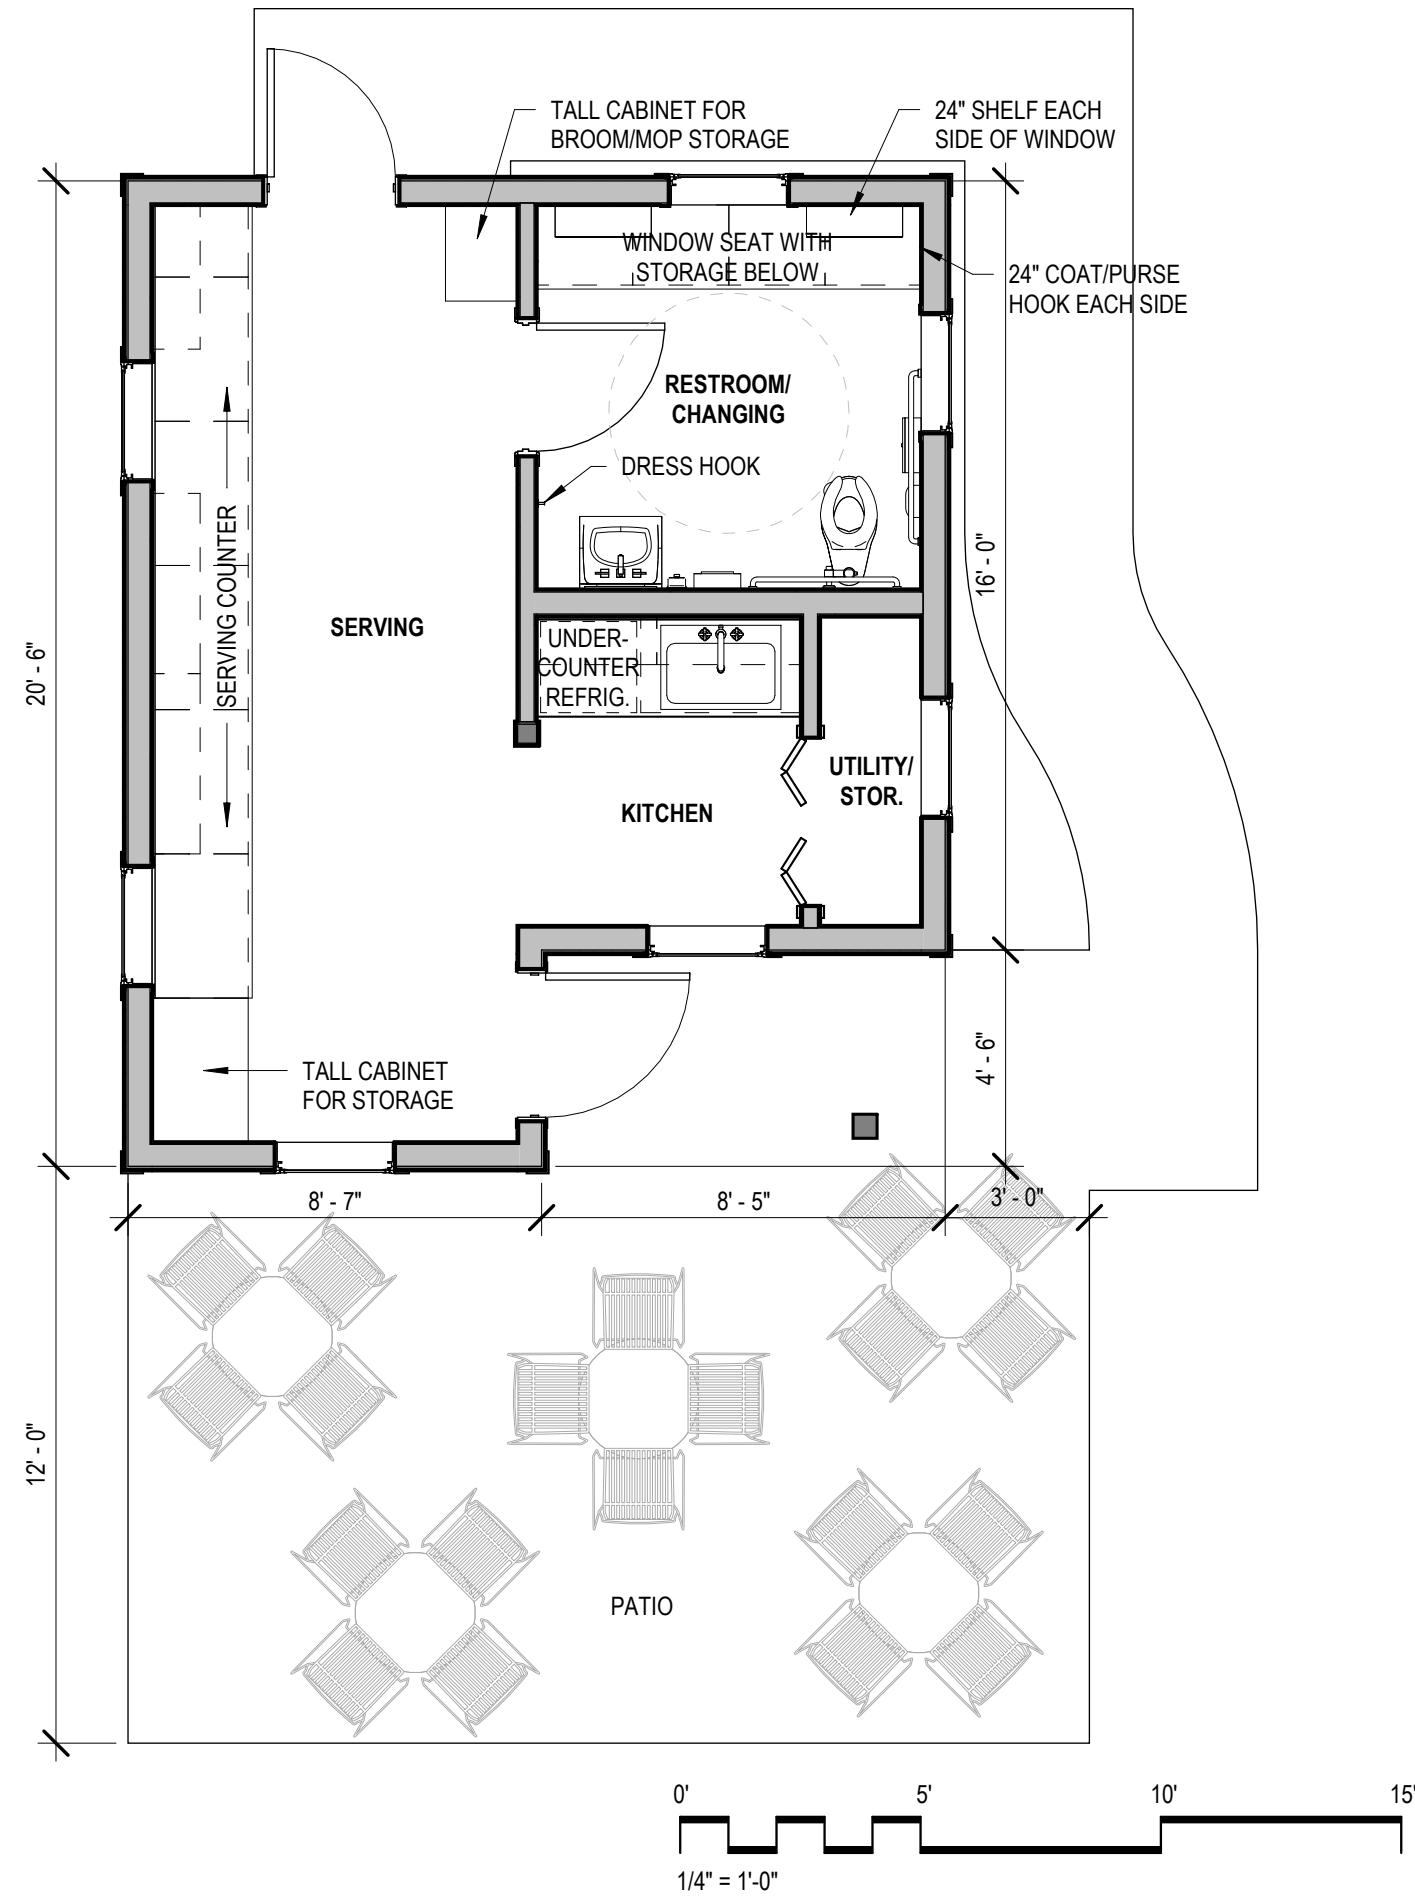 TALL CABINET FOR
BROOM/MOP STORAGE
24" SHELF EACH
SIDE OF WINDOW
WINDOW SEAT WITH
STORAGE BELOW
24" COAT/PURSE
HOOK EACH SIDE
RESTROOM/
CHANGING
DRESS HOOK
SERVING COUNTER
SERVING
16' - 0"
20' - 6"
UNDER-
COUNTER
REFRIG.
UTILITY/
STOR.
KITCHEN
4' - 6"
TALL CABINET
FOR STORAGE
8' - 7"
8' - 5"
3' - 0"
12' - 0"
PATIO
0'
5'
10'
15'
1/4" = 1'-0"